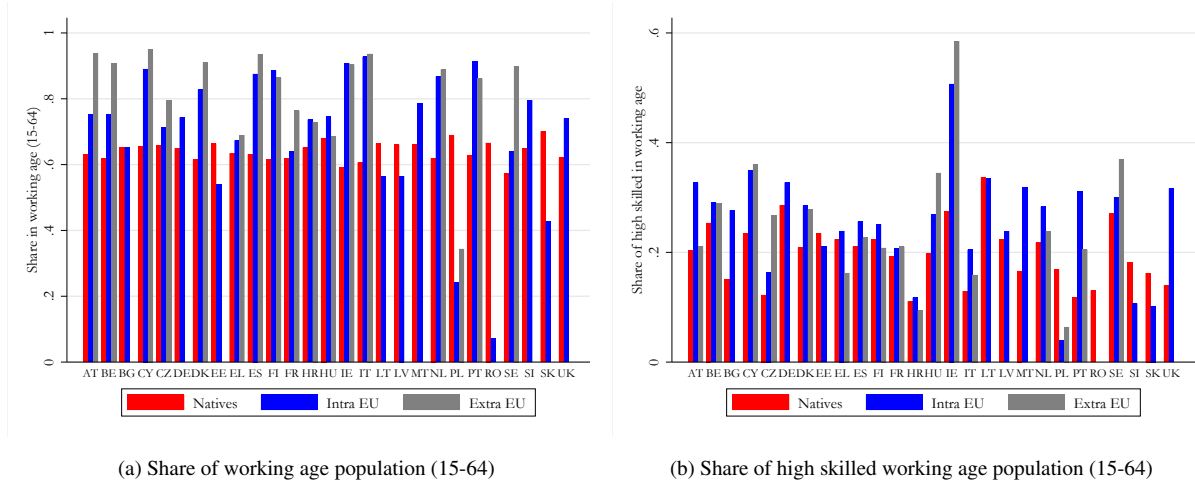 Share in working age (15-64)
1
.8
.6
.4
.2
0
AT BE BG CY CZ DE DK EE EL ES FI FR HR HU IE IT LT LV MT NL PL PT RO SE SI SK UK
Natives Intra EU Extra EU
(a) Share of working age population (15-64)
Share of high skilled in working age
.6
.4
.2
0
AT BE BG CY CZ DE DK EE EL ES FI FR HR HU IE IT LT LV MT NL PL PT RO SE SI SK UK
Natives Intra EU Extra EU
(b) Share of high skilled working age population (15-64)